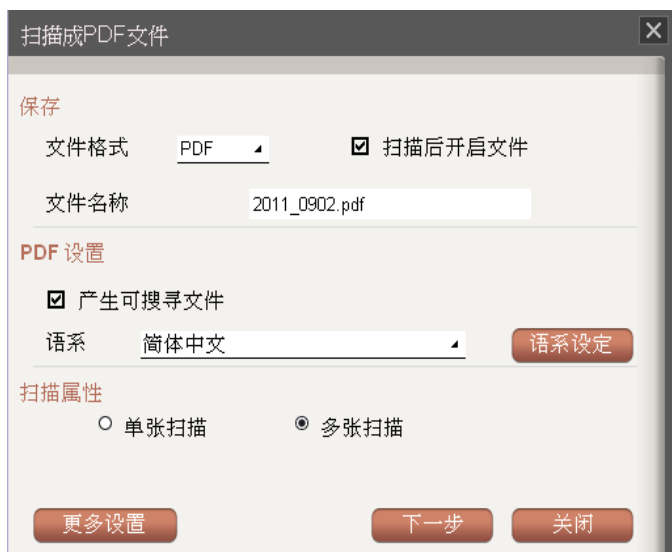 扫描成PDF文件
保存
文件格式 PDF 扫描后开启文件
文件名称 2011_0902.pdf
PDF 设置
产生可搜寻文件
语系 简体中文 语系设定
扫描属性
单张扫描 多张扫描
更多设置 下一步 关闭